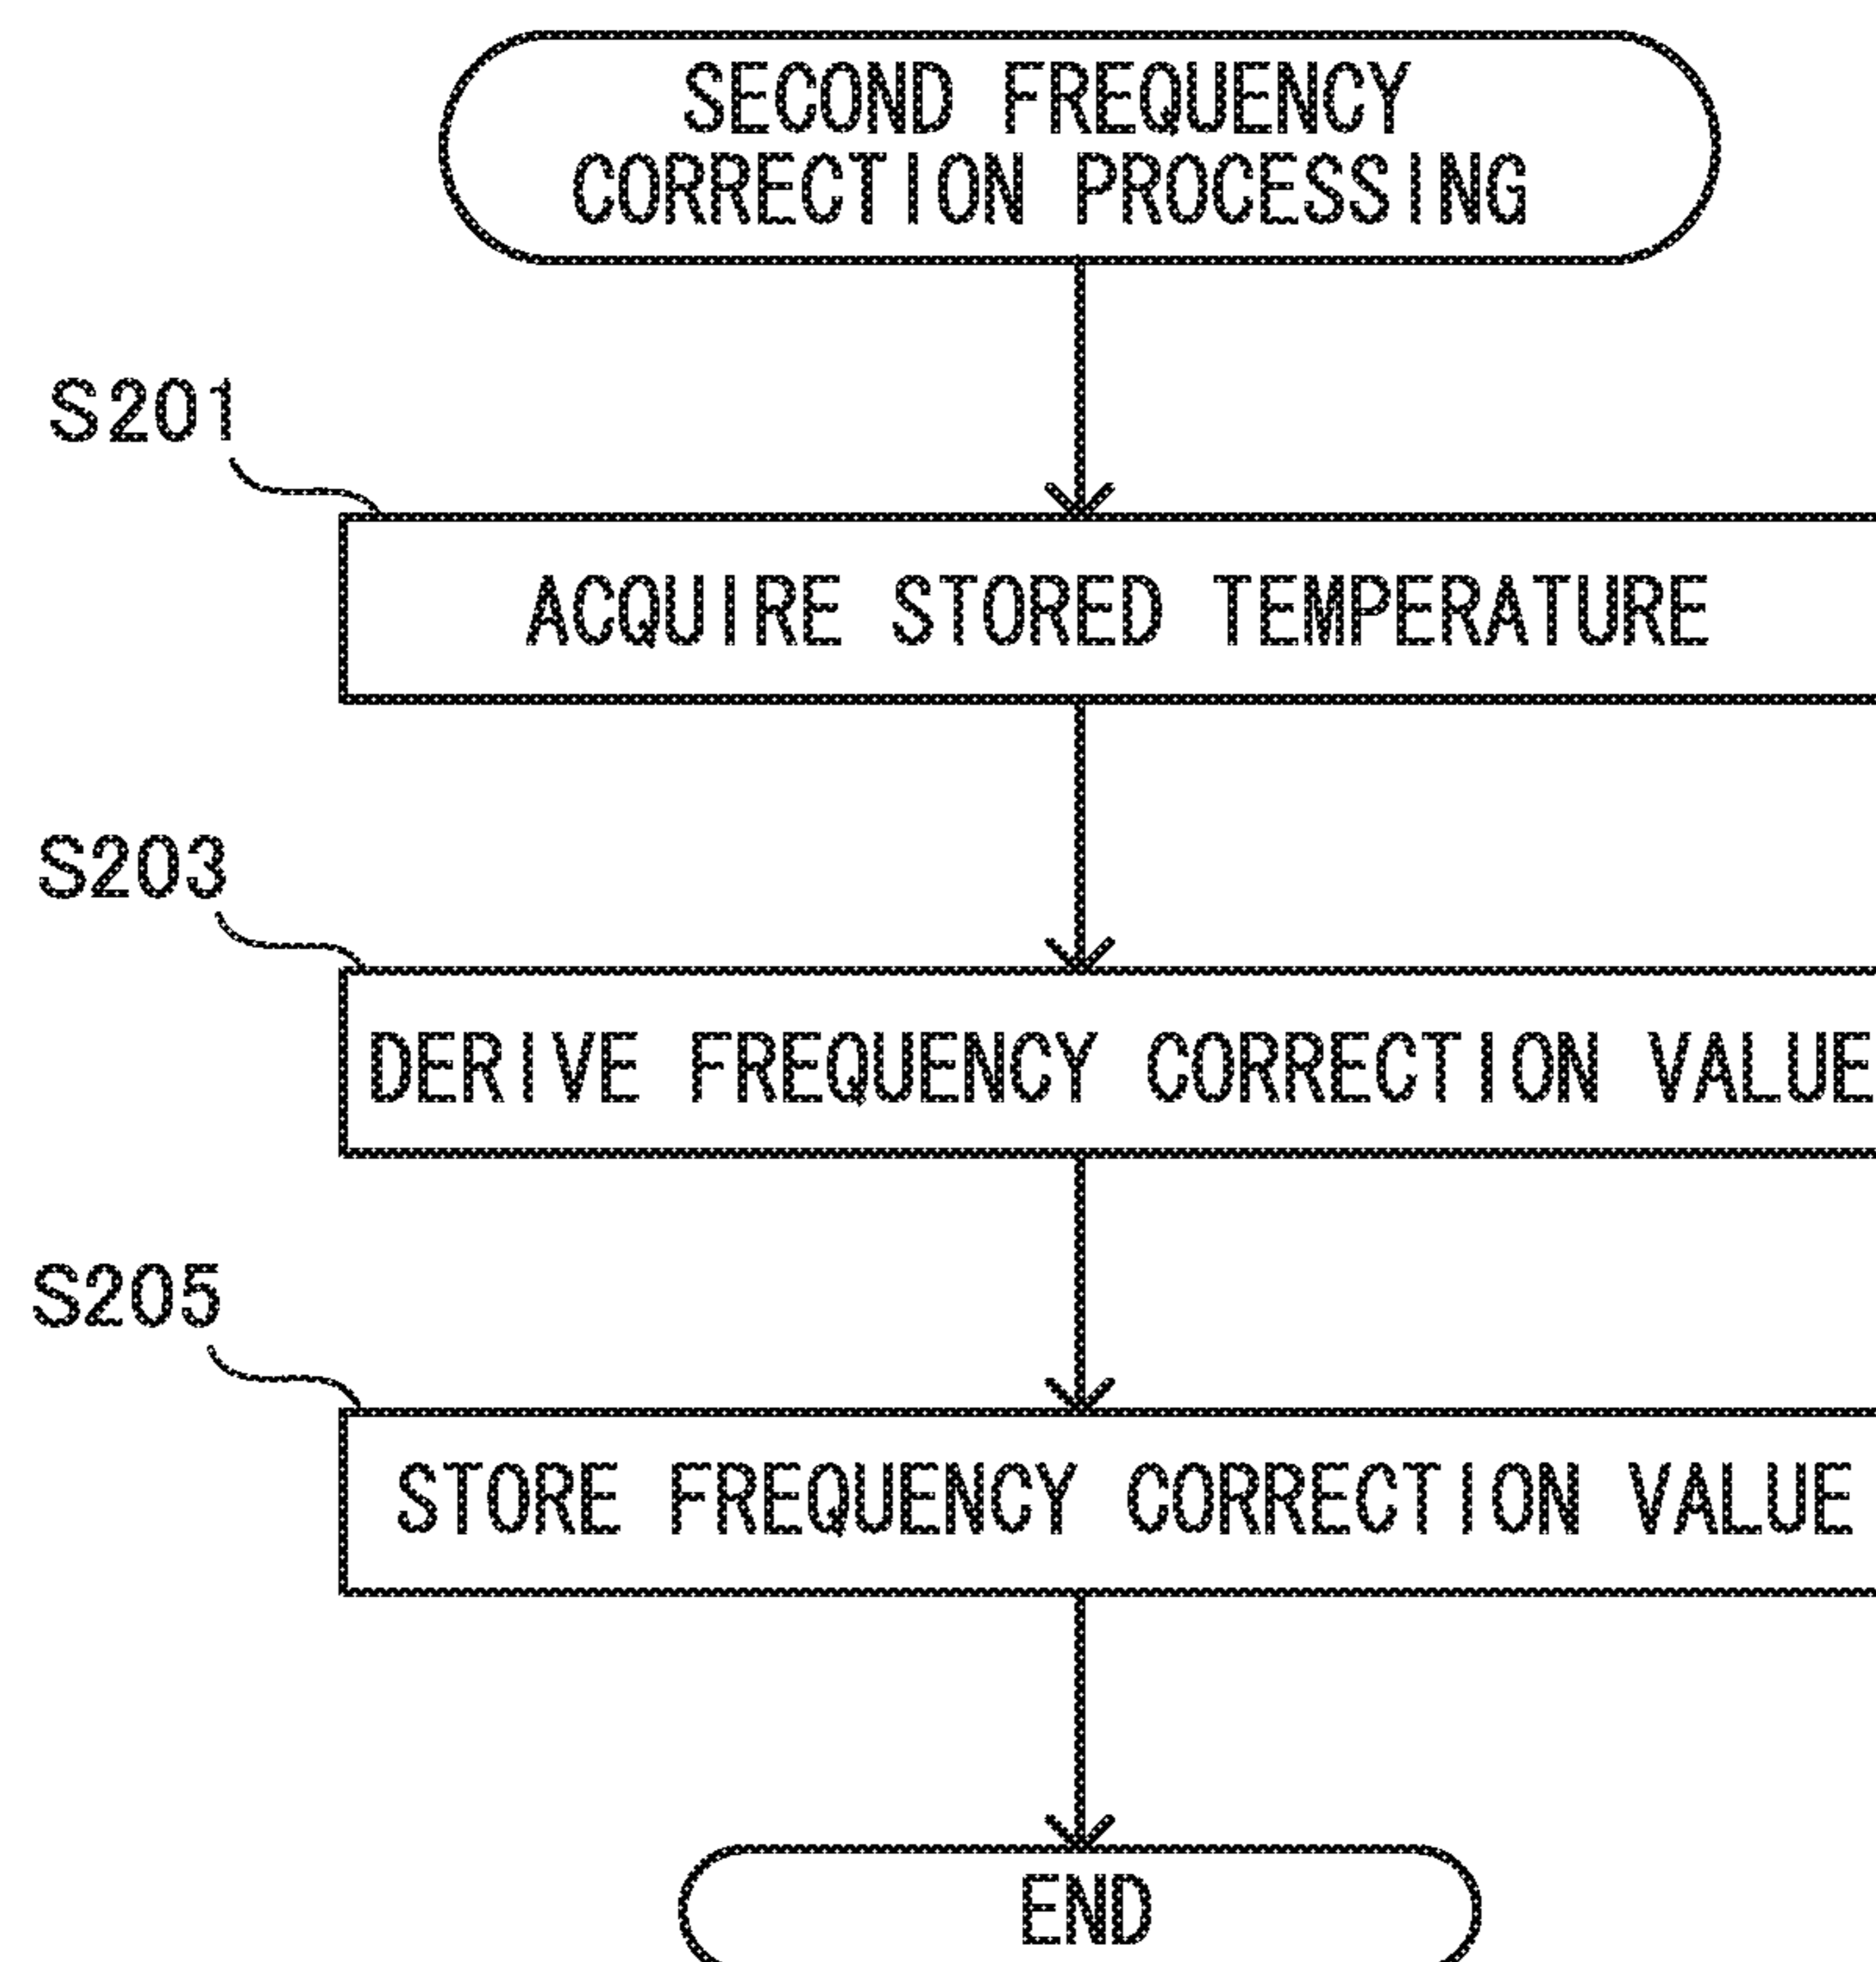 SECOND FREQUENCY
CORRECTION PROCESSING
S201
ACQUIRE STORED TEMPERATURE
S203
DERIVE FREQUENCY CORRECTION VALUE
S205
STORE FREQUENCY CORRECTION VALUE
END